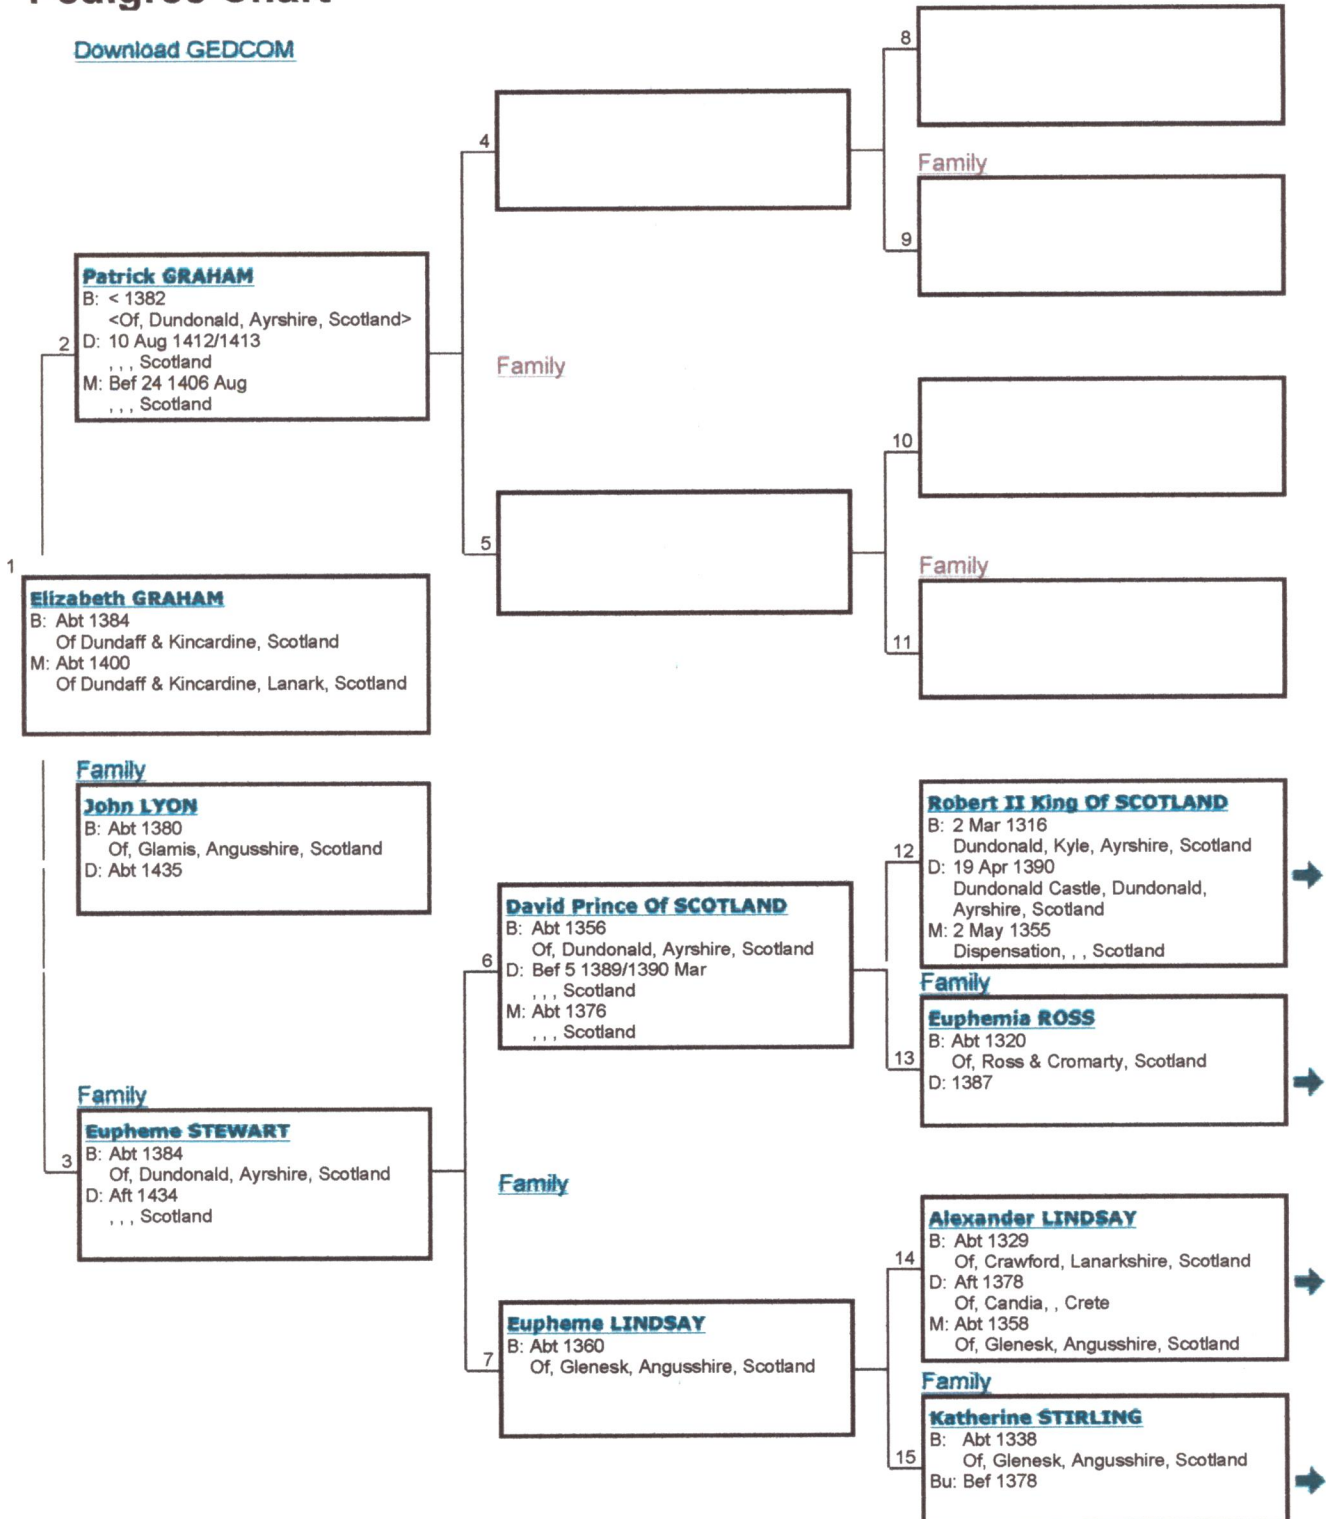 Pedigree Chart
Download GEDCOM
8
4
Family
9
Patrick GRAHAM
B: < 1382
<Of, Dundonald, Ayrshire, Scotland>
2
D: 10 Aug 1412/1413
, , , Scotland
M: Bef 24 1406 Aug
, , , Scotland
Family
10
5
Family
11
1
Elizabeth GRAHAM
B: Abt 1384
Of Dundaff & Kincardine, Scotland
M: Abt 1400
Of Dundaff & Kincardine, Lanark, Scotland
Family
John LYON
B: Abt 1380
Of, Glamis, Angusshire, Scotland
D: Abt 1435
12
Robert II King Of SCOTLAND
B: 2 Mar 1316
Dundonald, Kyle, Ayrshire, Scotland
D: 19 Apr 1390
Dundonald Castle, Dundonald,
Ayrshire, Scotland
M: 2 May 1355
Dispensation, , , Scotland
6
David Prince Of SCOTLAND
B: Abt 1356
Of, Dundonald, Ayrshire, Scotland
D: Bef 5 1389/1390 Mar
, , , Scotland
M: Abt 1376
, , , Scotland
Family
13
Euphemia ROSS
B: Abt 1320
Of, Ross & Cromarty, Scotland
D: 1387
Family
3
Eupheme STEWART
B: Abt 1384
Of, Dundonald, Ayrshire, Scotland
D: Aft 1434
, , , Scotland
Family
14
Alexander LINDSAY
B: Abt 1329
Of, Crawford, Lanarkshire, Scotland
D: Aft 1378
Of, Candia, , Crete
M: Abt 1358
Of, Glenesk, Angusshire, Scotland
7
Eupheme LINDSAY
B: Abt 1360
Of, Glenesk, Angusshire, Scotland
Family
15
Katherine STIRLING
B: Abt 1338
Of, Glenesk, Angusshire, Scotland
Bu: Bef 1378